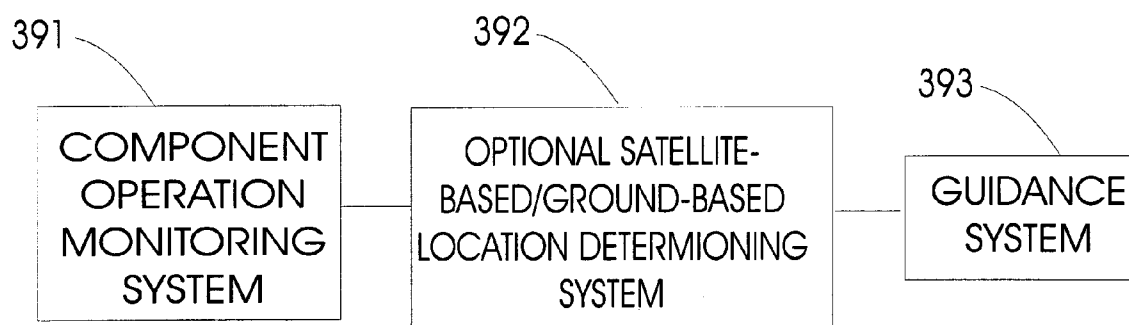 391
392
393
COMPONENT
OPERATION
MONITORING
SYSTEM
OPTIONAL SATELLITE-
BASED/GROUND-BASED
LOCATION DETERMIONING
SYSTEM
GUIDANCE
SYSTEM